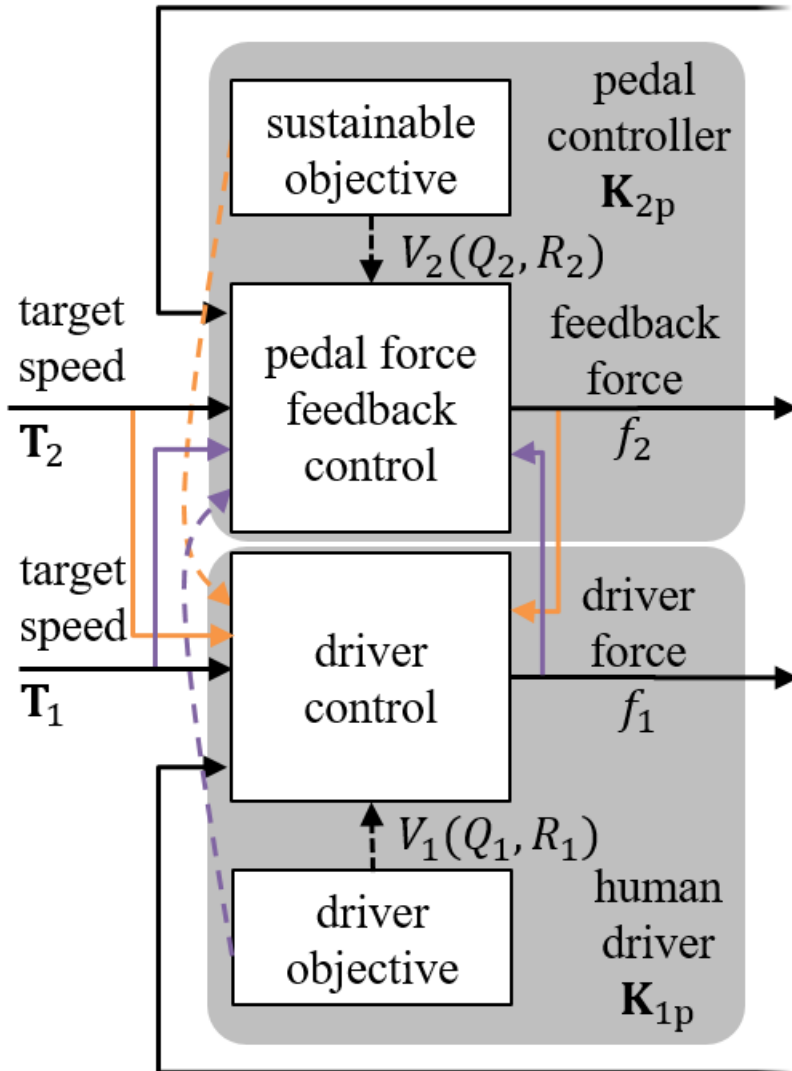 sustainable
objective
pedal
controller
K₂ₚ
V₂(Q₂, R₂)
target
speed
T₂
pedal force
feedback
control
feedback
force
f₂
target
speed
T₁
driver
control
driver
force
f₁
V₁(Q₁, R₁)
driver
objective
human
driver
K₁ₚ